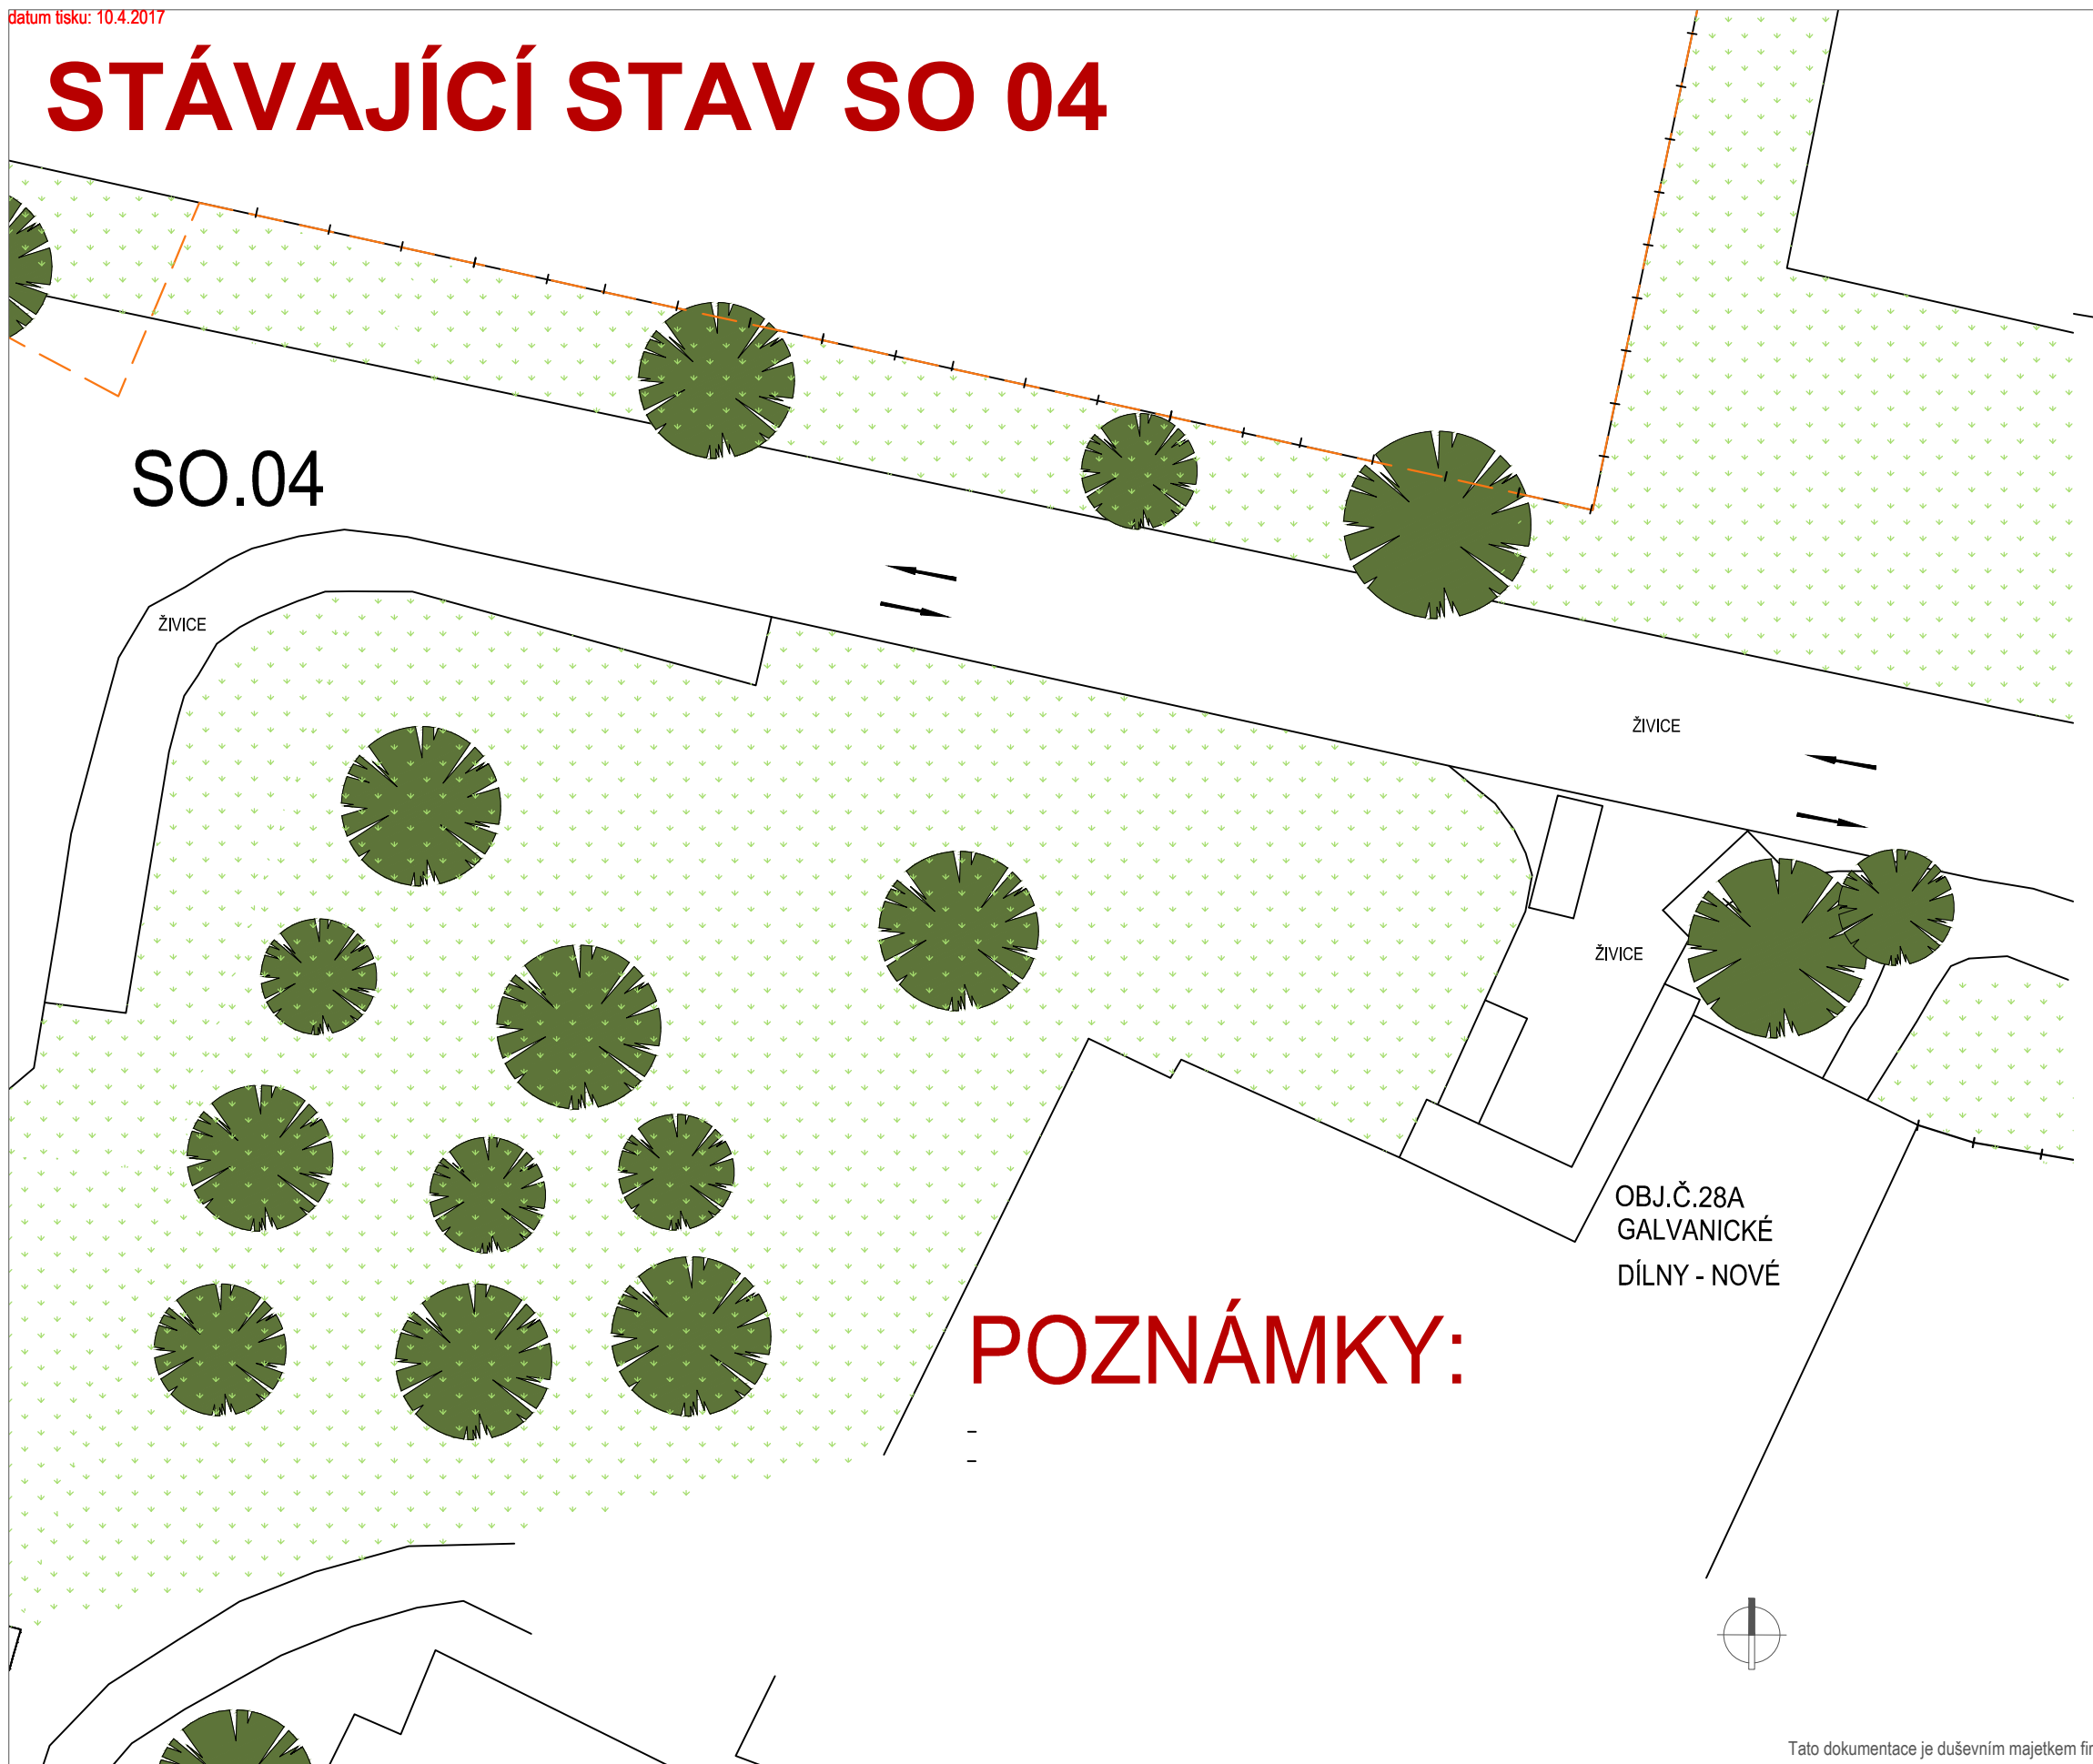 datum tisku: 10.4.2017
STÁVAJÍCÍ STAV SO 04
SO.04
ŽIVICE
ŽIVICE
ŽIVICE
OBJ.Č.28A
GALVANICKÉ
DÍLNY - NOVÉ
POZNÁMKY:
-
-
Tato dokumentace je duševním majetkem